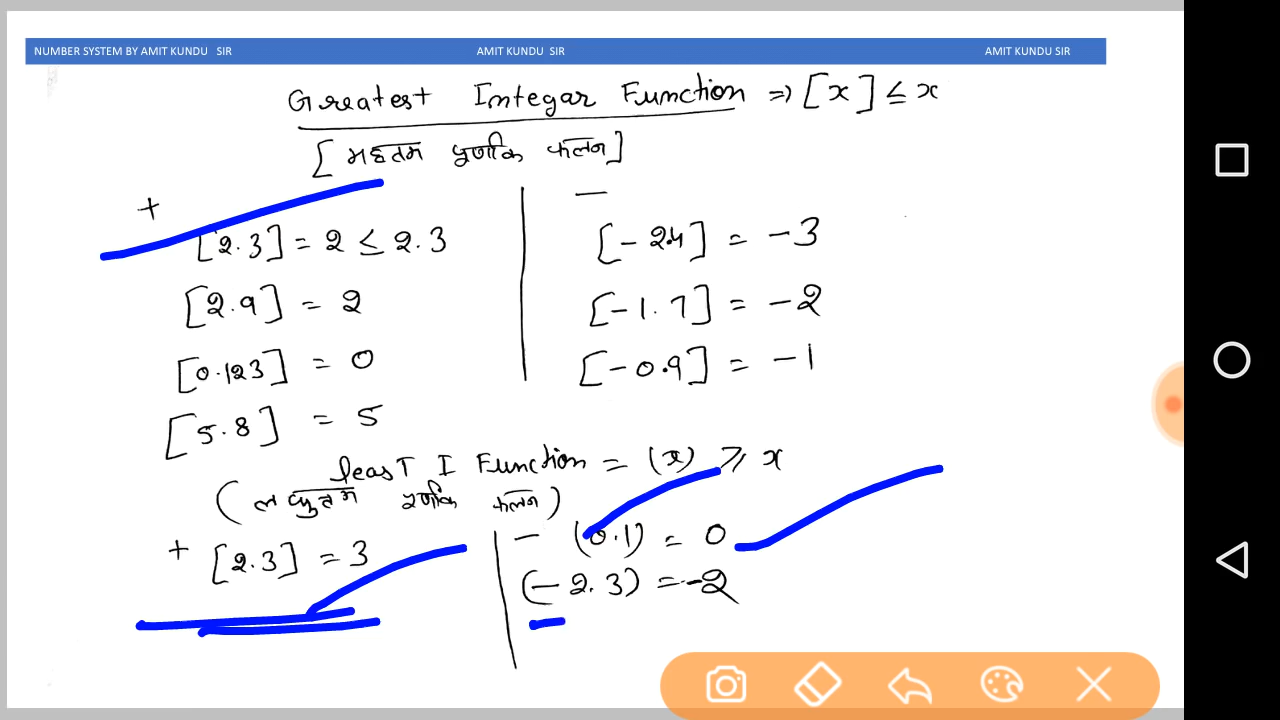 NUMBER SYSTEM BY AMIT KUNDU SIR AMIT KUNDU SIR AMIT KUNDU SIR
Greatest Integar Function ⇒ [x] ≤ x
[महत्तम पूर्णांक फलन]
+
[2.3] = 2 ≤ 2.3
[2.9] = 2
[0.123] = 0
[5.8] = 5
—
[-2.4] = -3
[-1.7] = -2
[-0.9] = -1
least I Function = (x) ≥ x
(लघुतम पूर्णांक फलन)
+ [2.3] = 3
— (0.1) = 0
(-2.3) = -2